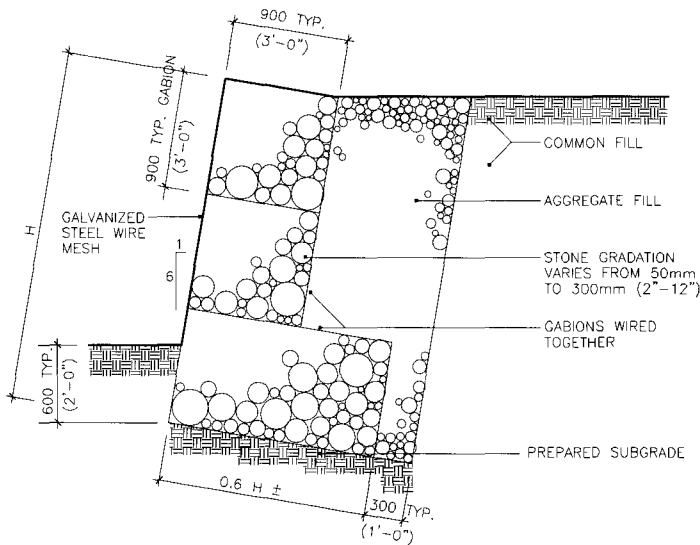 900 TYP.
(3'-0")
900 TYP. GABION
(3'-0")
H
GALVANIZED
STEEL WIRE
MESH
1
6
600 TYP.
(2'-0")
0.6 H ±
300 TYP.
(1'-0")
COMMON FILL
AGGREGATE FILL
STONE GRADATION
VARIES FROM 50mm
TO 300mm (2"-12")
GABIONS WIRED
TOGETHER
PREPARED SUBGRADE